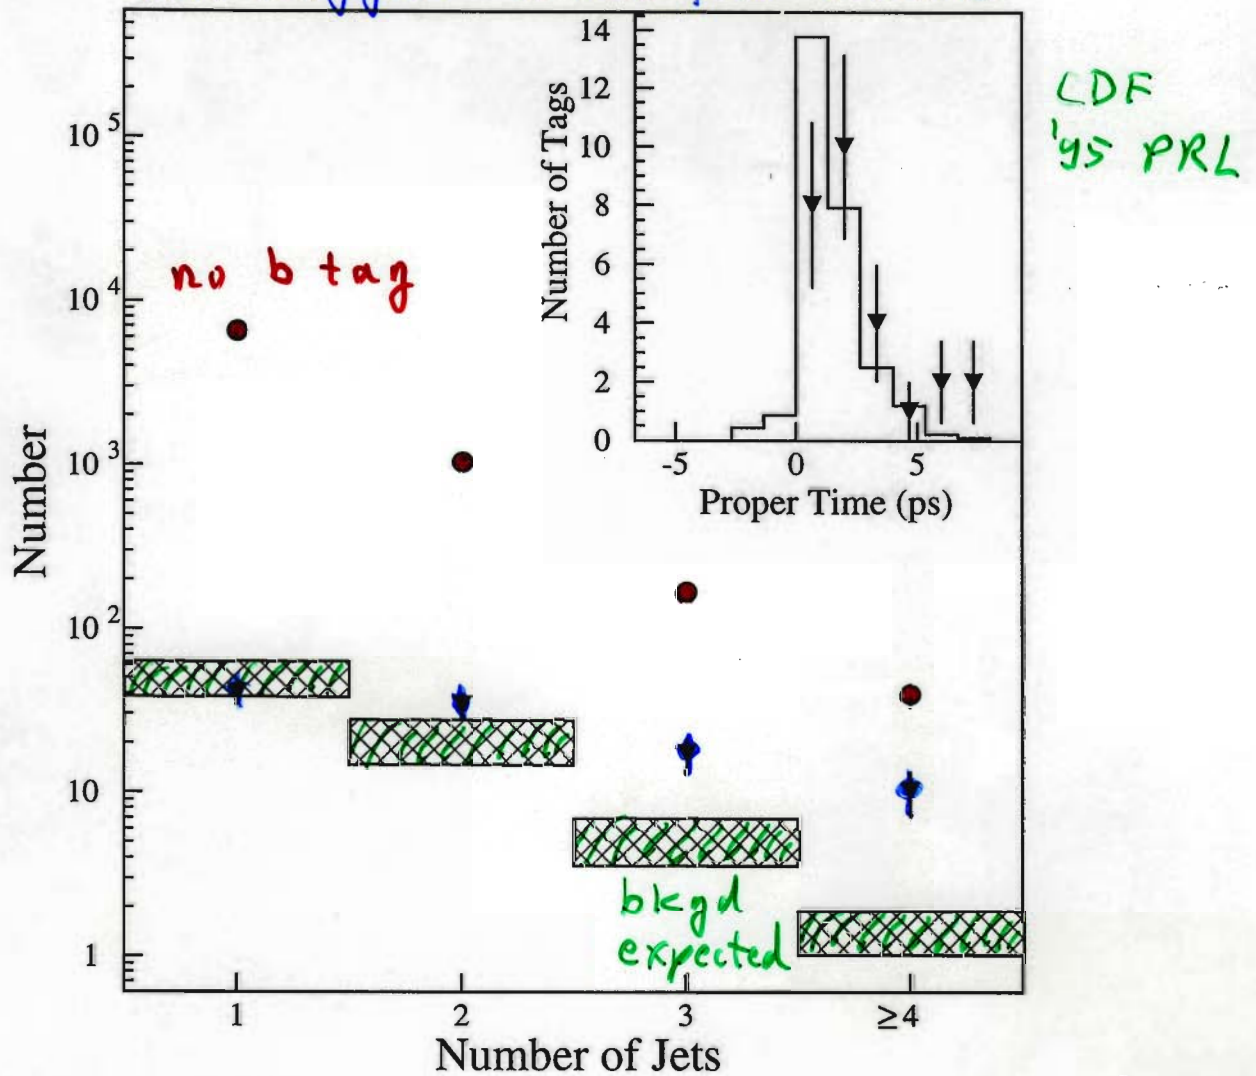 CDF
'95 PRL
no b tag
bkgd
expected
Number
10^5
10^4
10^3
10^2
10
1
1
2
3
≥4
Number of Jets
Number of Tags
14
12
10
8
6
4
2
0
-5
0
5
Proper Time (ps)